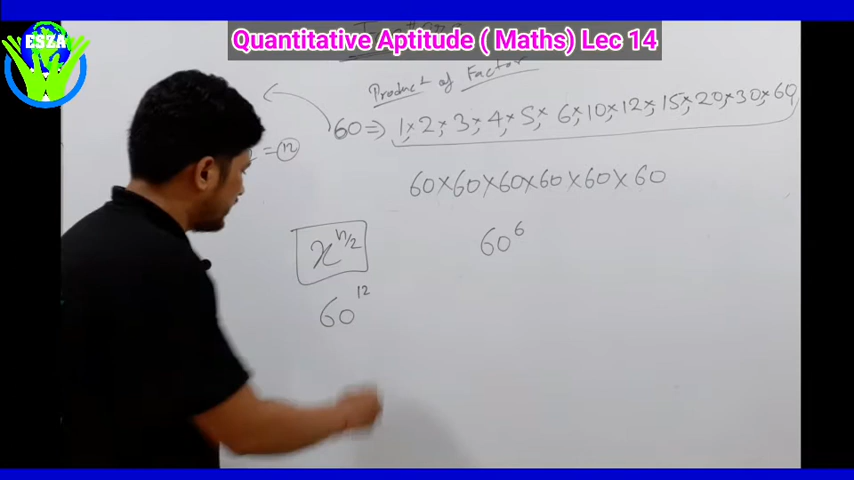 ESZA
Quantitative Aptitude ( Maths) Lec 14
Product of Factor
60 ⇒ 1, × 2, × 3, × 4, × 5, × 6, × 10, × 12, × 15, × 20, × 30, × 60
= n
60×60×60×60×60×60
x^n/2
60^6
60^12